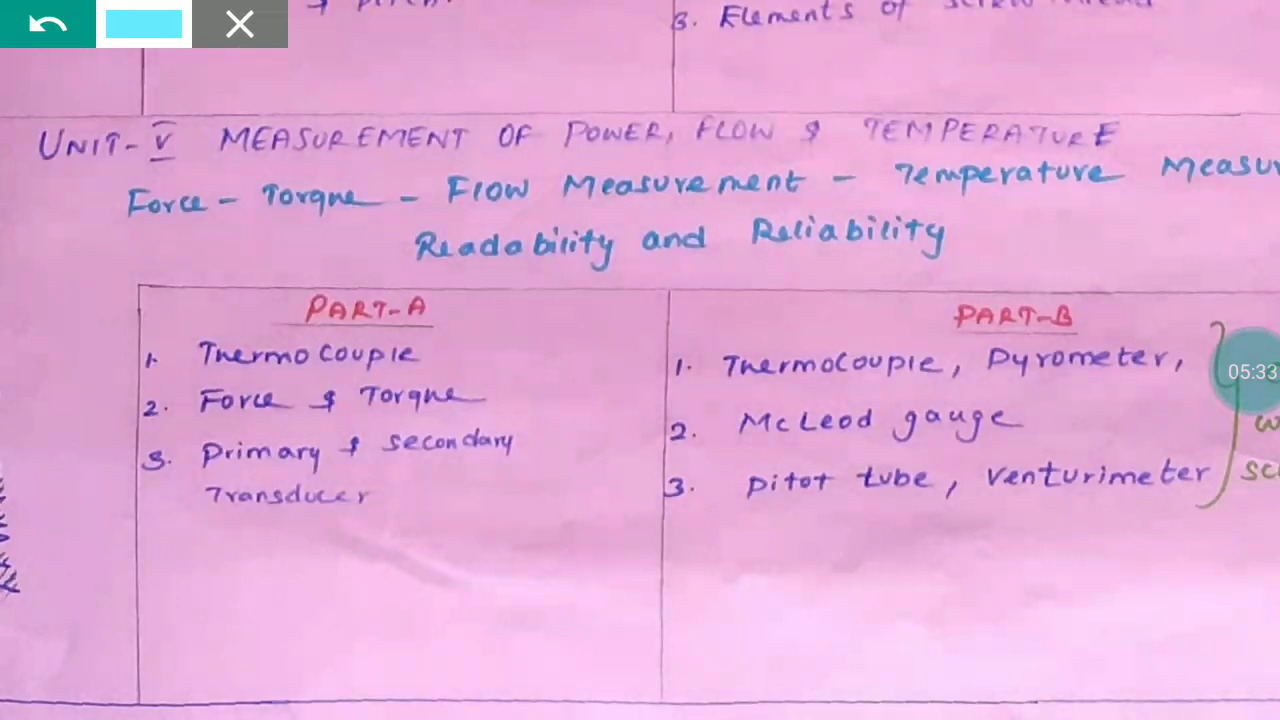 3. Elements of
UNIT-V MEASUREMENT OF POWER, FLOW & TEMPERATURE
Force - Torque - Flow Measurement - Temperature Measu
Readability and Reliability
PART-A
1. Thermocouple
2. Force & Torque
3. Primary & secondary
Transducer
PART-B
1. Thermocouple, Pyrometer,
2. McLeod gauge
3. Pitot tube, Venturimeter
05:33